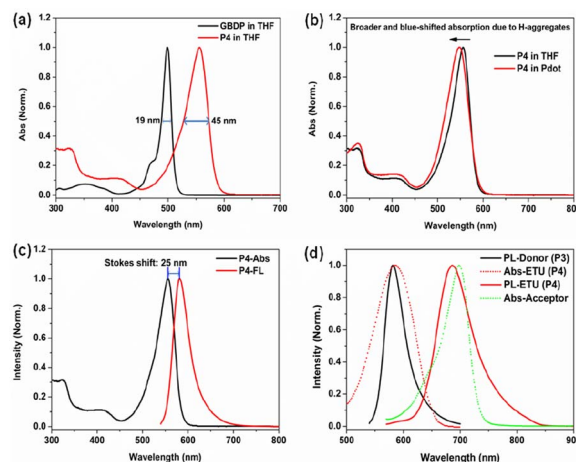 (a)
GBDP in THF
P4 in THF
19 nm
45 nm
Abs (Norm.)
1.0
0.8
0.6
0.4
0.2
0.0
300 400 500 600 700
Wavelength (nm)
(b)
Broader and blue-shifted absorption due to H-aggregates
P4 in THF
P4 in Pdot
Abs (Norm.)
1.0
0.8
0.6
0.4
0.2
0.0
300 400 500 600 700 800
Wavelength (nm)
(c)
P4-Abs
P4-FL
Stokes shift: 25 nm
Intensity (Norm.)
1.2
1.0
0.8
0.6
0.4
0.2
0.0
300 400 500 600 700 800
Wavelength (nm)
(d)
PL-Donor (P3)
Abs-ETU (P4)
PL-ETU (P4)
Abs-Acceptor
Intensity (Norm.)
1.0
0.8
0.6
0.4
0.2
0.0
500 600 700 800 900
Wavelength (nm)